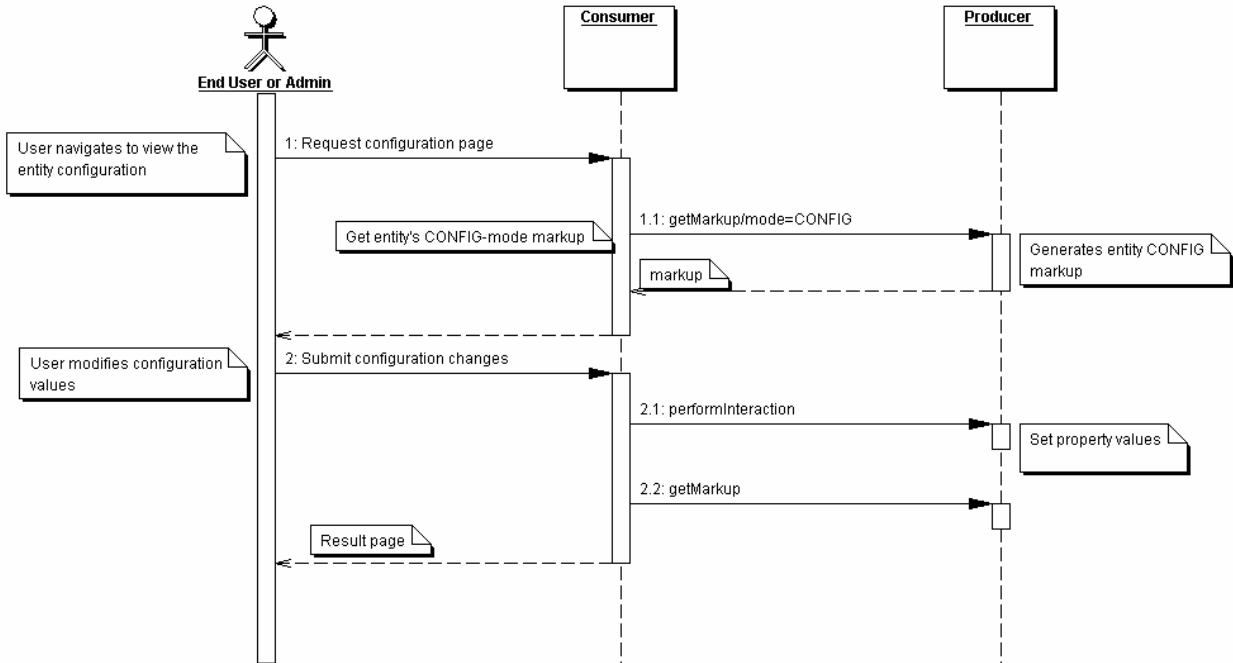 Consumer
Producer
End User or Admin
User navigates to view the
entity configuration
1: Request configuration page
Get entity's CONFIG-mode markup
1.1: getMarkup/mode=CONFIG
Generates entity CONFIG
markup
markup
User modifies configuration
values
2: Submit configuration changes
2.1: performInteraction
Set property values
2.2: getMarkup
Result page